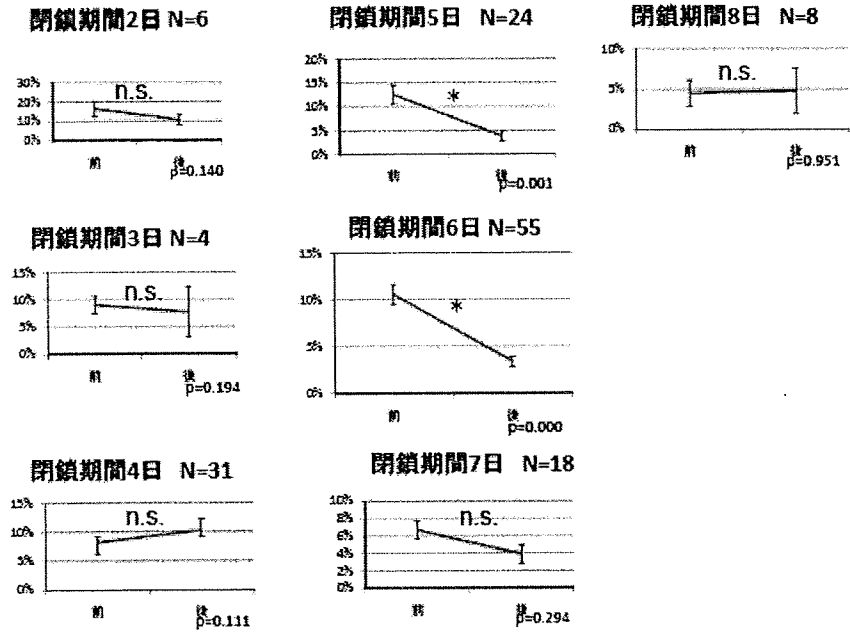 閉鎖期間2日 N=6
30%
20%
10%
0%
n.s.
前
後
p=0.140
閉鎖期間5日 N=24
20%
15%
10%
5%
0%
*
前
後
p=0.001
閉鎖期間8日 N=8
10%
5%
0%
n.s.
前
後
p=0.951
閉鎖期間3日 N=4
15%
10%
5%
0%
n.s.
前
後
p=0.194
閉鎖期間6日 N=55
15%
10%
5%
0%
*
前
後
p=0.000
閉鎖期間4日 N=31
15%
10%
5%
0%
n.s.
前
後
p=0.111
閉鎖期間7日 N=18
10%
8%
6%
4%
2%
0%
n.s.
前
後
p=0.294